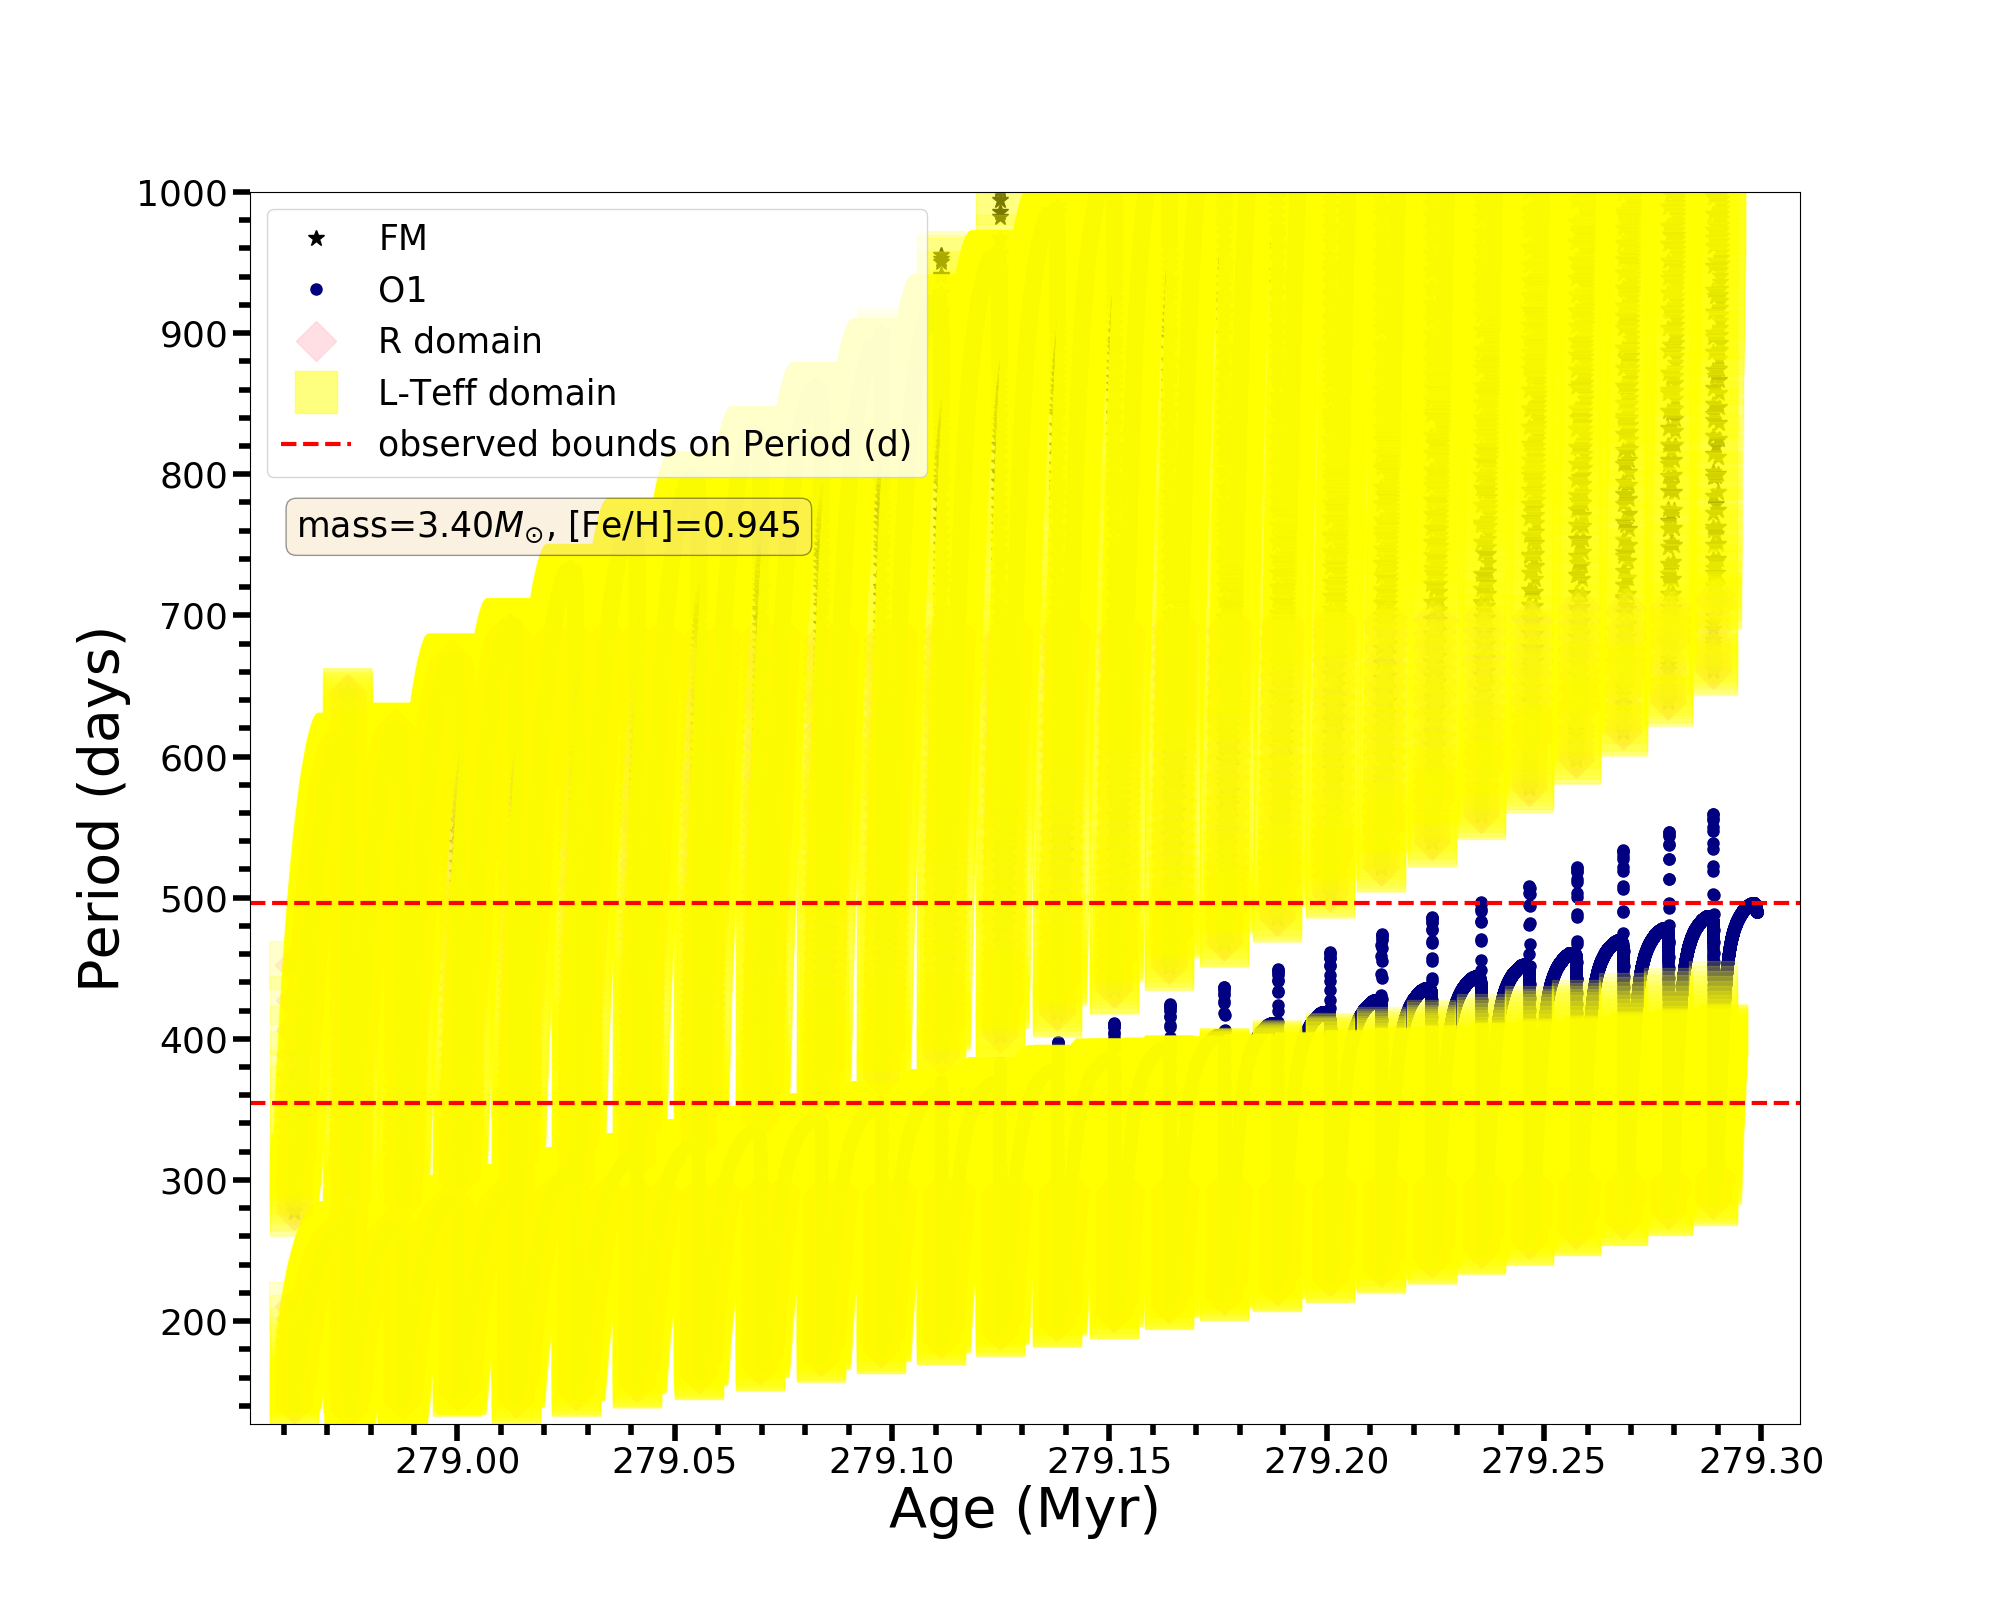 1000
900
800
700
600
500
400
300
200
Period (days)
FM
O1
R domain
L-Teff domain
observed bounds on Period (d)
mass=3.40M⊙, [Fe/H]=0.945
279.00 279.05 279.10 279.15 279.20 279.25 279.30
Age (Myr)